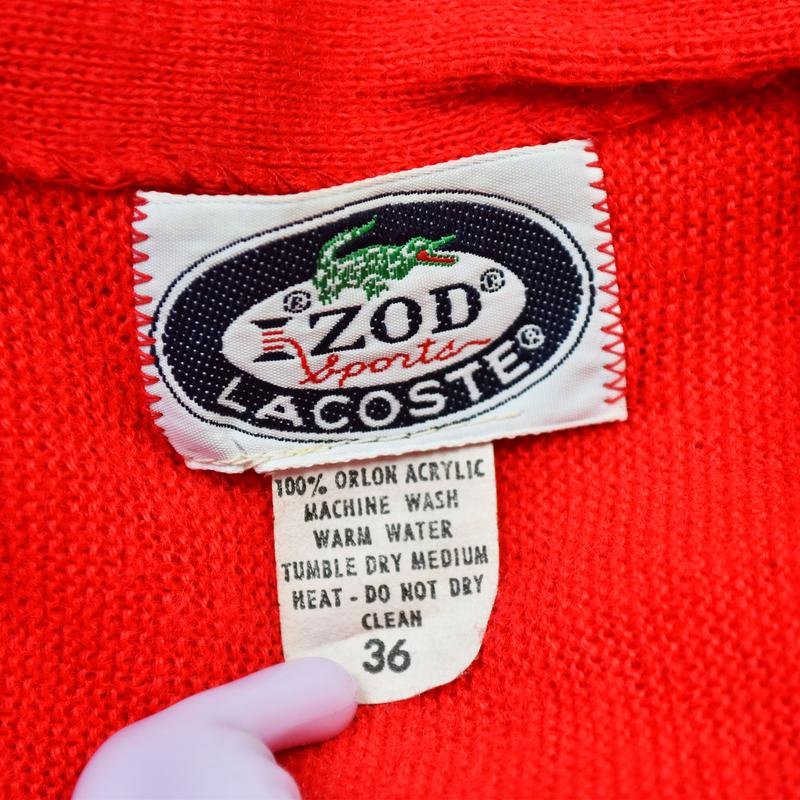 ® IZOD ®
Sports
LACOSTE®
100% ORLON ACRYLIC
MACHINE WASH
WARM WATER
TUMBLE DRY MEDIUM
HEAT - DO NOT DRY
CLEAN
36